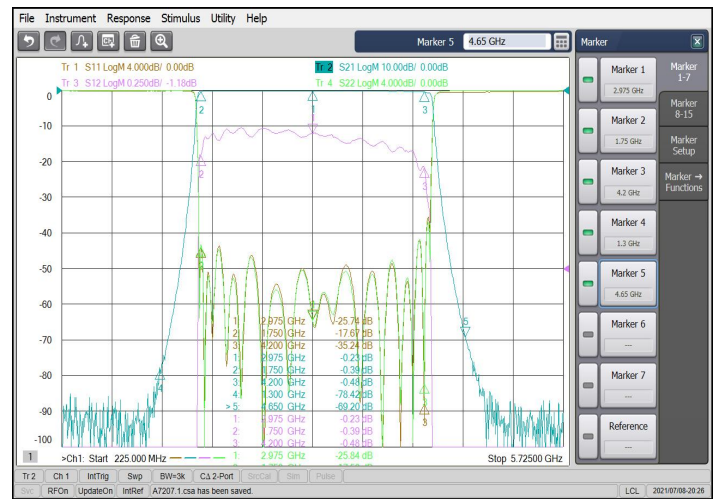 File Instrument Response Stimulus Utility Help
Marker 5 4.65 GHz
Marker
Tr 1 S11 LogM 4.000dB/ 0.00dB
Tr 2 S21 LogM 10.00dB/ 0.00dB
Tr 3 S12 LogM 0.250dB/ -1.18dB
Tr 4 S22 LogM 4.000dB/ 0.00dB
0
-10
-20
-30
-40
-50
-60
-70
-80
-90
-100
2
1
3
2
3
4
5
3
2.975 GHz -25.74 dB
2: 1.750 GHz -17.67 dB
3: 4.200 GHz -35.24 dB
1: 2.975 GHz -0.23 dB
2: 1.750 GHz -0.39 dB
3: 4.200 GHz -0.48 dB
4: 1.300 GHz -78.42 dB
> 5: 4.650 GHz -69.20 dB
1: 2.975 GHz -0.23 dB
2: 1.750 GHz -0.39 dB
3: 4.200 GHz -0.48 dB
1: 2.975 GHz -25.84 dB
1 >Ch1: Start 225.000 MHz
Stop 5.72500 GHz
Marker 1
2.975 GHz
Marker 2
1.75 GHz
Marker 3
4.2 GHz
Marker 4
1.3 GHz
Marker 5
4.65 GHz
Marker 6
---
Marker 7
---
Reference
---
Marker
1-7
Marker
8-15
Marker
Setup
Marker →
Functions
Tr 2 Ch 1 IntTrig Swp BW=3k C∆ 2-Port SrcCal Sim Pulse
Svc RFOn UpdateOn IntRef A7207.1.csa has been saved. LCL 2021/07/08-20:26